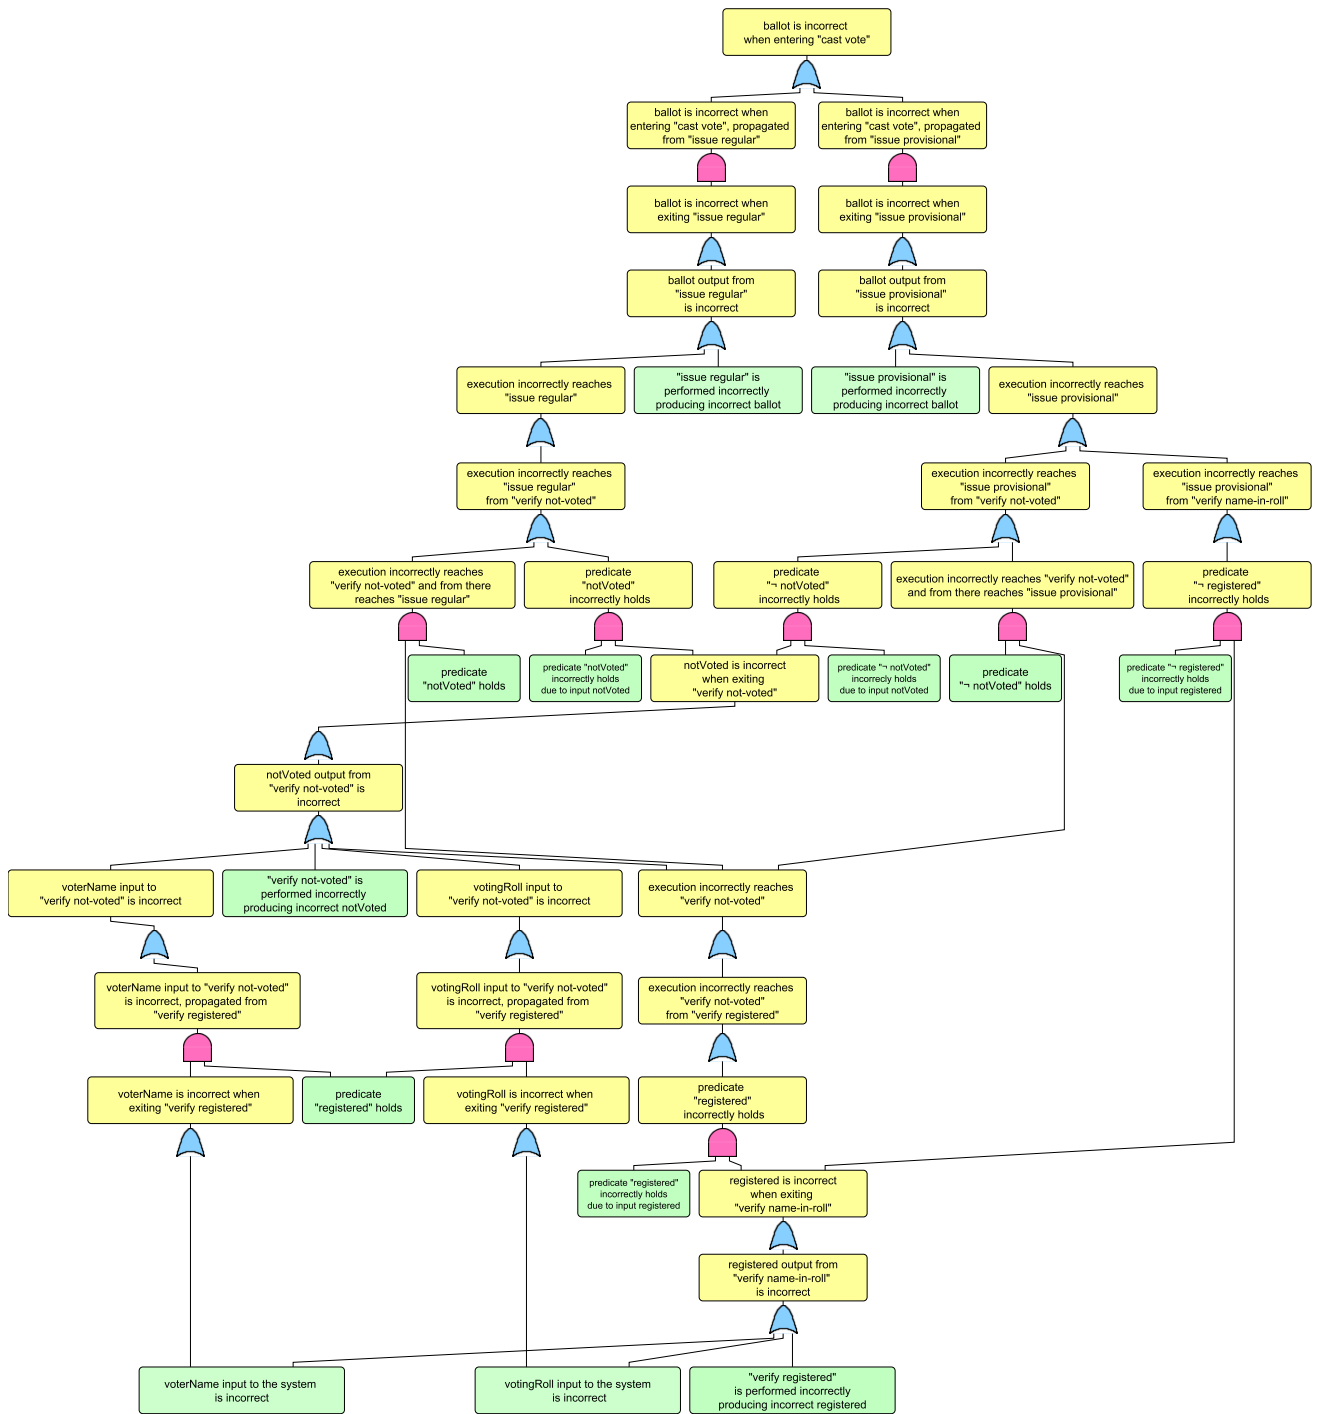 ballot is incorrect
when entering "cast vote"
ballot is incorrect when
entering "cast vote", propagated
from "issue regular"
ballot is incorrect when
entering "cast vote", propagated
from "issue provisional"
ballot is incorrect when
exiting "issue regular"
ballot is incorrect when
exiting "issue provisional"
ballot output from
"issue regular"
is incorrect
ballot output from
"issue provisional"
is incorrect
execution incorrectly reaches
"issue regular"
"issue regular" is
performed incorrectly
producing incorrect ballot
"issue provisional" is
performed incorrectly
producing incorrect ballot
execution incorrectly reaches
"issue provisional"
execution incorrectly reaches
"issue regular"
from "verify not-voted"
execution incorrectly reaches
"issue provisional"
from "verify not-voted"
execution incorrectly reaches
"issue provisional"
from "verify name-in-roll"
execution incorrectly reaches
"verify not-voted" and from there
reaches "issue regular"
predicate
"notVoted"
incorrectly holds
predicate
"¬ notVoted"
incorrectly holds
execution incorrectly reaches "verify not-voted"
and from there reaches "issue provisional"
predicate
"¬ registered"
incorrectly holds
predicate
"notVoted" holds
predicate "notVoted"
incorrectly holds
due to input notVoted
notVoted is incorrect
when exiting
"verify not-voted"
predicate "¬ notVoted"
incorrecly holds
due to input notVoted
predicate
"¬ notVoted" holds
predicate "¬ registered"
incorrectly holds
due to input registered
notVoted output from
"verify not-voted" is
incorrect
voterName input to
"verify not-voted" is incorrect
"verify not-voted" is
performed incorrectly
producing incorrect notVoted
votingRoll input to
"verify not-voted" is incorrect
execution incorrectly reaches
"verify not-voted"
voterName input to "verify not-voted"
is incorrect, propagated from
"verify registered"
votingRoll input to "verify not-voted"
is incorrect, propagated from
"verify registered"
execution incorrectly reaches
"verify not-voted"
from "verify registered"
voterName is incorrect when
exiting "verify registered"
predicate
"registered" holds
votingRoll is incorrect when
exiting "verify registered"
predicate
"registered"
incorrectly holds
predicate "registered"
incorrectly holds
due to input registered
registered is incorrect
when exiting
"verify name-in-roll"
registered output from
"verify name-in-roll"
is incorrect
voterName input to the system
is incorrect
votingRoll input to the system
is incorrect
"verify registered"
is performed incorrectly
producing incorrect registered